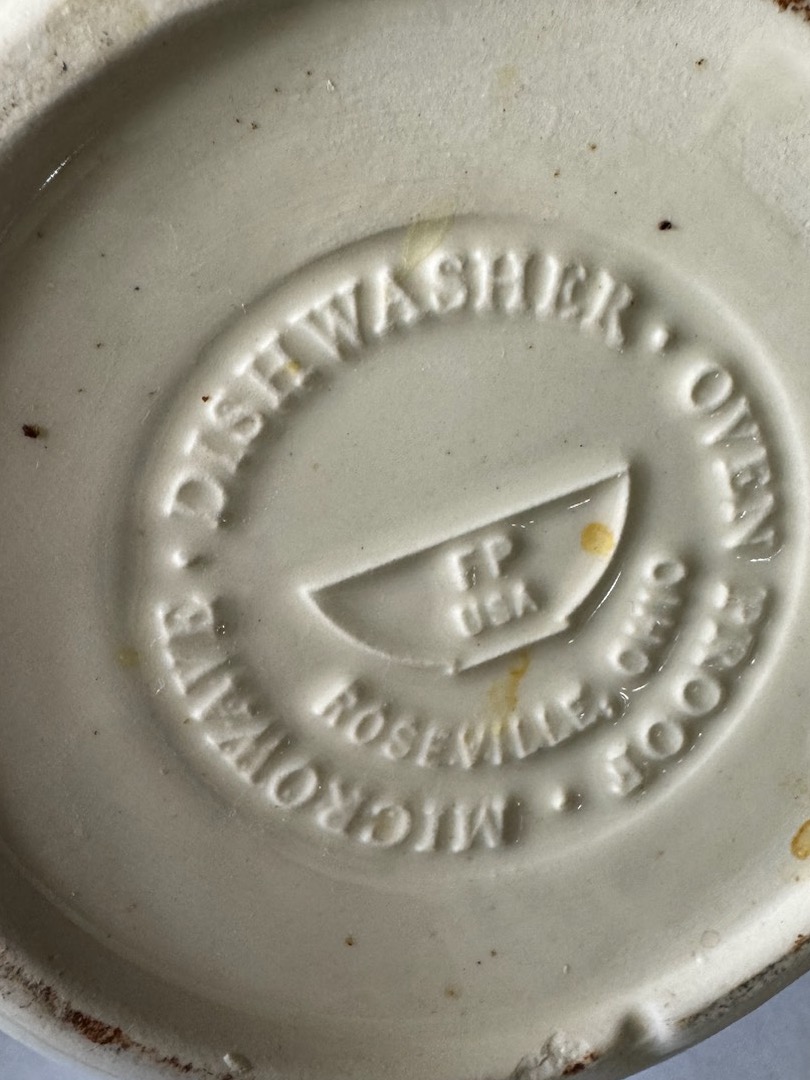 DISHWASHER · OVEN PROOF · MICROWAVE ·
FP
USA
ROSEVILLE, OHIO